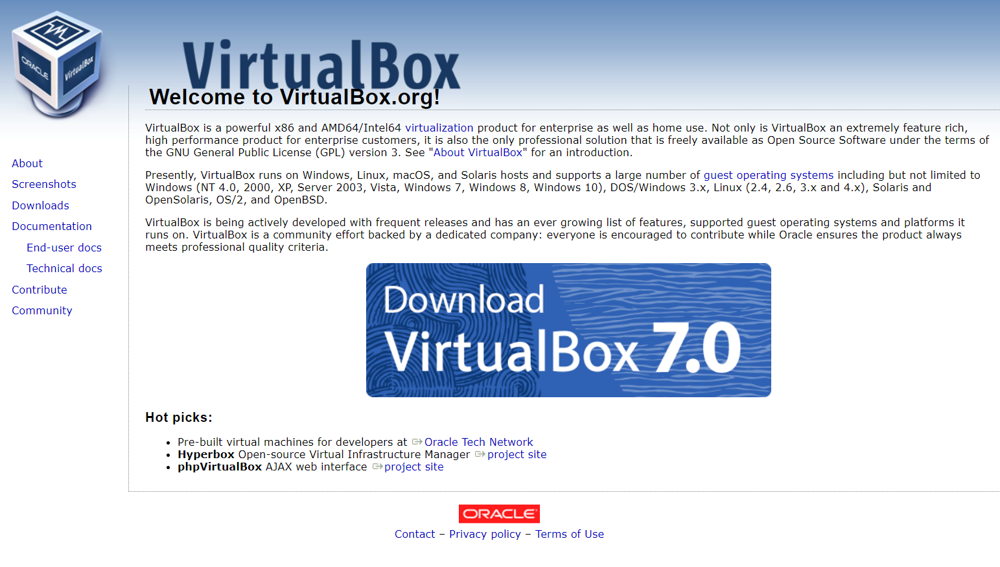 ORACLE
VirtualBox
VirtualBox
Welcome to VirtualBox.org!
VirtualBox is a powerful x86 and AMD64/Intel64 virtualization product for enterprise as well as home use. Not only is VirtualBox an extremely feature rich,
high performance product for enterprise customers, it is also the only professional solution that is freely available as Open Source Software under the terms of
the GNU General Public License (GPL) version 3. See "About VirtualBox" for an introduction.
Presently, VirtualBox runs on Windows, Linux, macOS, and Solaris hosts and supports a large number of guest operating systems including but not limited to
Windows (NT 4.0, 2000, XP, Server 2003, Vista, Windows 7, Windows 8, Windows 10), DOS/Windows 3.x, Linux (2.4, 2.6, 3.x and 4.x), Solaris and
OpenSolaris, OS/2, and OpenBSD.
VirtualBox is being actively developed with frequent releases and has an ever growing list of features, supported guest operating systems and platforms it
runs on. VirtualBox is a community effort backed by a dedicated company: everyone is encouraged to contribute while Oracle ensures the product always
meets professional quality criteria.
About
Screenshots
Downloads
Documentation
End-user docs
Technical docs
Contribute
Community
Download
VirtualBox 7.0
Hot picks:
• Pre-built virtual machines for developers at Oracle Tech Network
• Hyperbox Open-source Virtual Infrastructure Manager project site
• phpVirtualBox AJAX web interface project site
ORACLE
Contact – Privacy policy – Terms of Use